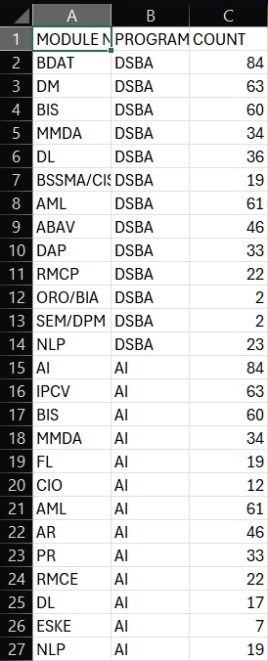 A B C
1 MODULE N PROGRAM COUNT
2 BDAT DSBA 84
3 DM DSBA 63
4 BIS DSBA 60
5 MMDA DSBA 34
6 DL DSBA 36
7 BSSMA/CIS DSBA 19
8 AML DSBA 61
9 ABAV DSBA 46
10 DAP DSBA 33
11 RMCP DSBA 22
12 ORO/BIA DSBA 2
13 SEM/DPM DSBA 2
14 NLP DSBA 23
15 AI AI 84
16 IPCV AI 63
17 BIS AI 60
18 MMDA AI 34
19 FL AI 19
20 CIO AI 12
21 AML AI 61
22 AR AI 46
23 PR AI 33
24 RMCE AI 22
25 DL AI 17
26 ESKE AI 7
27 NLP AI 19